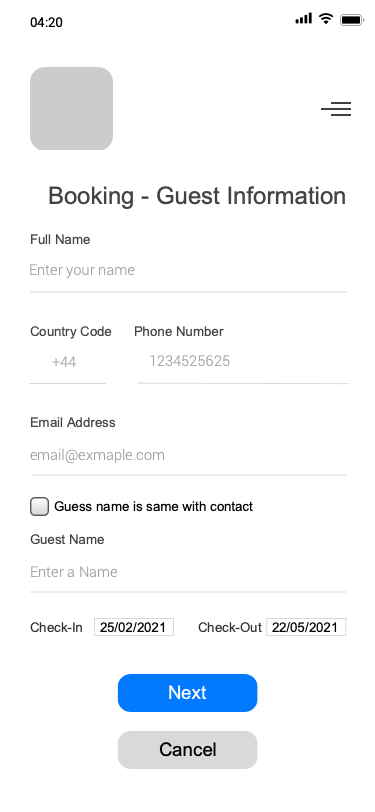 04:20
Booking - Guest Information
Full Name
Enter your name
Country Code Phone Number
+44 1234525625
Email Address
email@exmaple.com
Guess name is same with contact
Guest Name
Enter a Name
Check-In 25/02/2021 Check-Out 22/05/2021
Next
Cancel